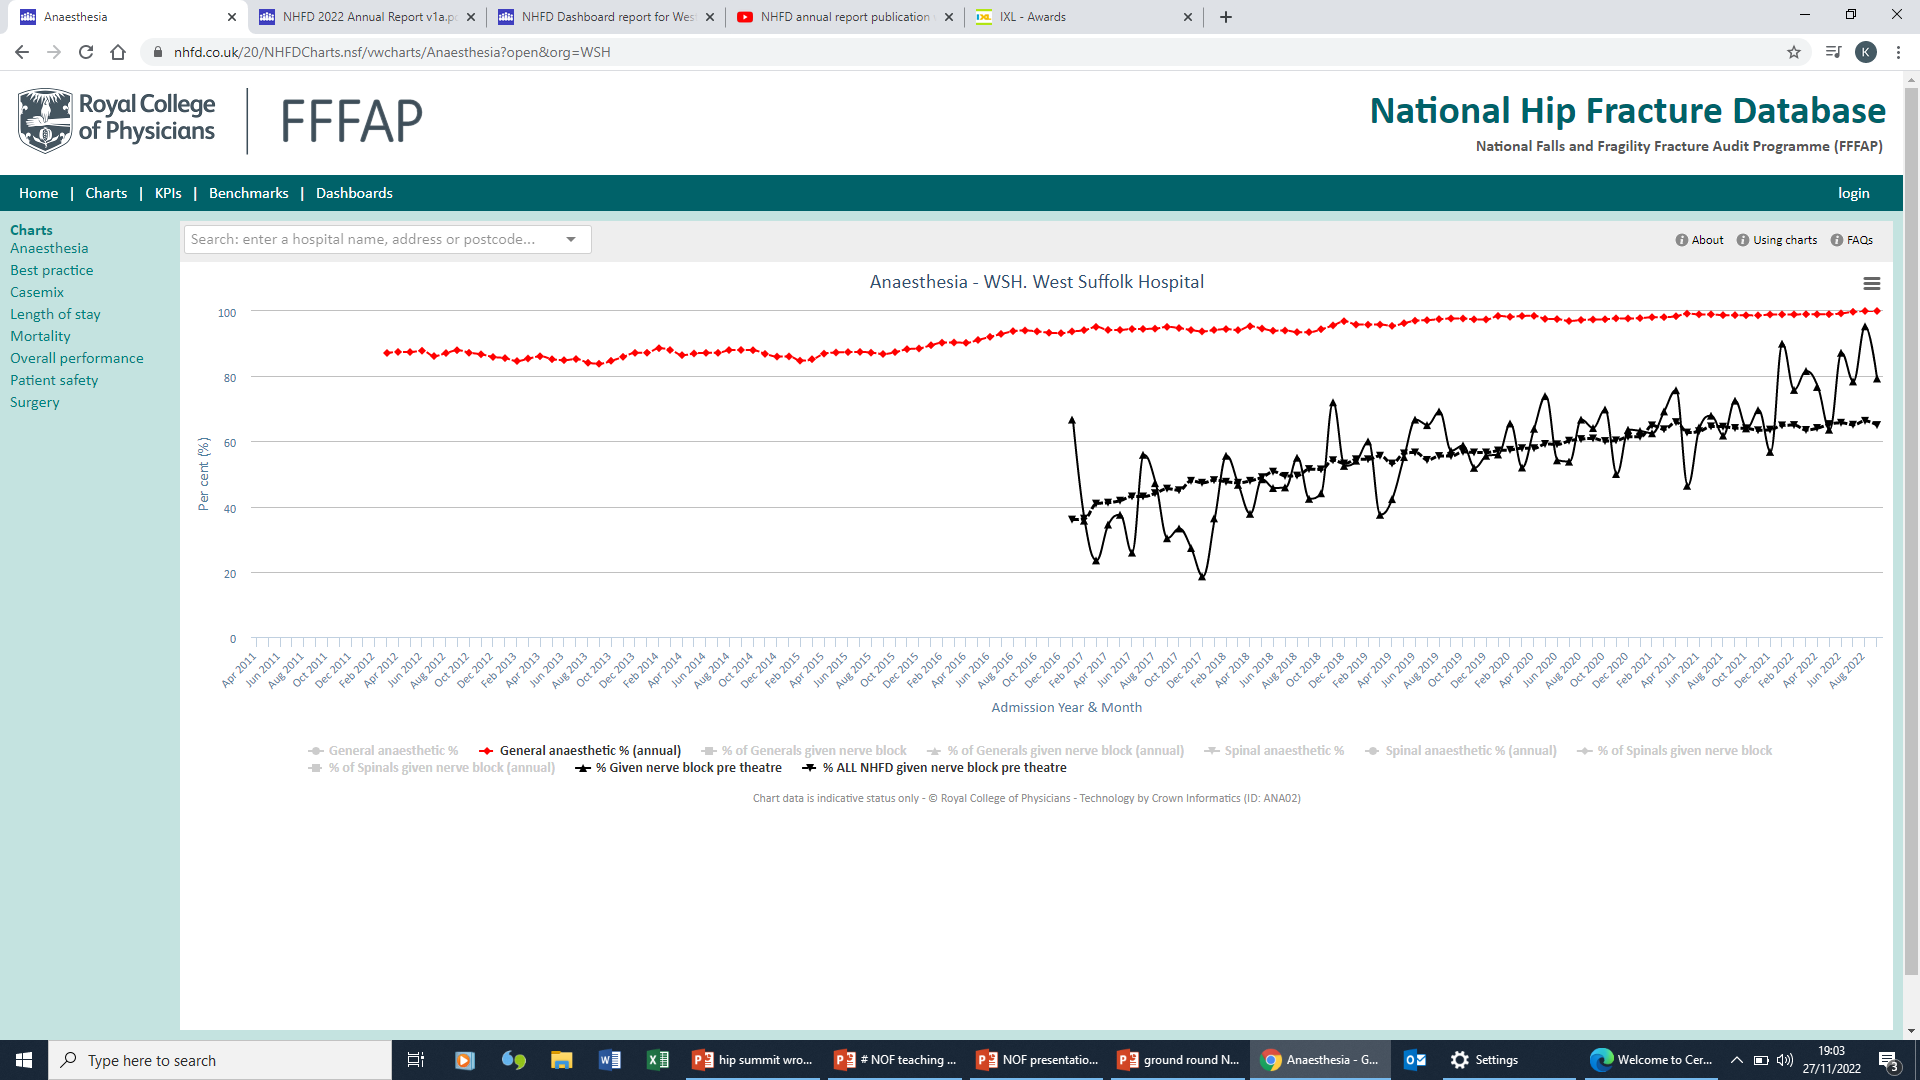 Anaesthesia
NHFD 2022 Annual Report v1a.p
NHFD Dashboard report for Wes
NHFD annual report publication
IXL - Awards
nhfd.co.uk/20/NHFDCharts.nsf/vwcharts/Anaesthesia?open&org=WSH
K
Royal College
of Physicians
FFFAP
National Hip Fracture Database
National Falls and Fragility Fracture Audit Programme (FFFAP)
Home | Charts | KPIs | Benchmarks | Dashboards
login
Charts
Anaesthesia
Best practice
Casemix
Length of stay
Mortality
Overall performance
Patient safety
Surgery
Search: enter a hospital name, address or postcode...
About
Using charts
FAQs
Anaesthesia - WSH. West Suffolk Hospital
100
80
60
40
20
0
Per cent (%)
Apr 2011
Jun 2011
Aug 2011
Oct 2011
Dec 2011
Feb 2012
Apr 2012
Jun 2012
Aug 2012
Oct 2012
Dec 2012
Feb 2013
Apr 2013
Jun 2013
Aug 2013
Oct 2013
Dec 2013
Feb 2014
Apr 2014
Jun 2014
Aug 2014
Oct 2014
Dec 2014
Feb 2015
Apr 2015
Jun 2015
Aug 2015
Oct 2015
Dec 2015
Feb 2016
Apr 2016
Jun 2016
Aug 2016
Oct 2016
Dec 2016
Feb 2017
Apr 2017
Jun 2017
Aug 2017
Oct 2017
Dec 2017
Feb 2018
Apr 2018
Jun 2018
Aug 2018
Oct 2018
Dec 2018
Feb 2019
Apr 2019
Jun 2019
Aug 2019
Oct 2019
Dec 2019
Feb 2020
Apr 2020
Jun 2020
Aug 2020
Oct 2020
Dec 2020
Feb 2021
Apr 2021
Jun 2021
Aug 2021
Oct 2021
Dec 2021
Feb 2022
Apr 2022
Jun 2022
Aug 2022
Admission Year & Month
General anaesthetic % General anaesthetic % (annual) % of Generals given nerve block % of Generals given nerve block (annual) Spinal anaesthetic % Spinal anaesthetic % (annual) % of Spinals given nerve block
% of Spinals given nerve block (annual) % Given nerve block pre theatre % ALL NHFD given nerve block pre theatre
Chart data is indicative status only - © Royal College of Physicians - Technology by Crown Informatics (ID: ANA02)
Type here to search
hip summit wro...
# NOF teaching ...
NOF presentatio...
ground round N...
Anaesthesia - G...
Settings
Welcome to Cer...
19:03
27/11/2022
3